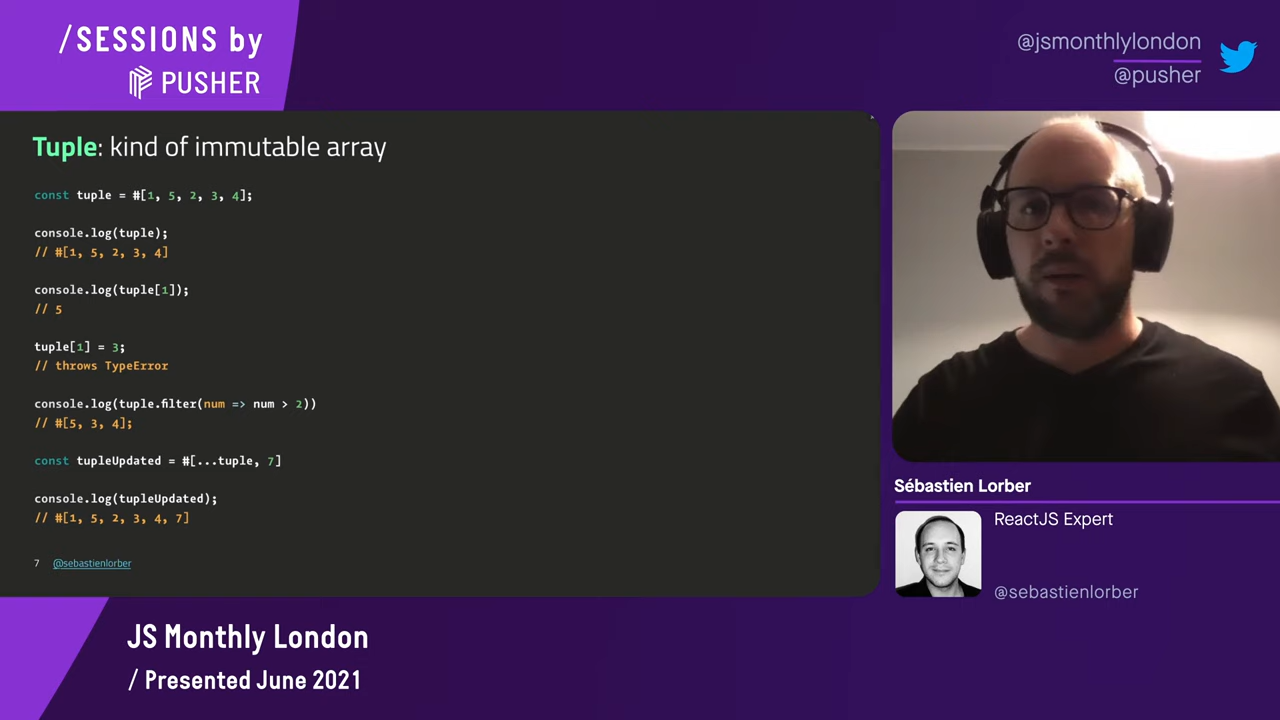 /SESSIONS by
PUSHER
@jsmonthlylondon
@pusher
Tuple: kind of immutable array
const tuple = #[1, 5, 2, 3, 4];
console.log(tuple);
// #[1, 5, 2, 3, 4]
console.log(tuple[1]);
// 5
tuple[1] = 3;
// throws TypeError
console.log(tuple.filter(num => num > 2))
// #[5, 3, 4];
const tupleUpdated = #[...tuple, 7]
console.log(tupleUpdated);
// #[1, 5, 2, 3, 4, 7]
7 @sebastienlorber
Sébastien Lorber
ReactJS Expert
@sebastienlorber
JS Monthly London
/ Presented June 2021